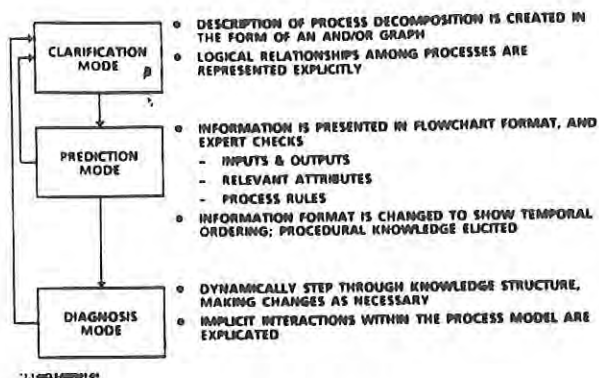 CLARIFICATION
MODE
• DESCRIPTION OF PROCESS DECOMPOSITION IS CREATED IN
THE FORM OF AN AND/OR GRAPH
• LOGICAL RELATIONSHIPS AMONG PROCESSES ARE
REPRESENTED EXPLICITLY
PREDICTION
MODE
• INFORMATION IS PRESENTED IN FLOWCHART FORMAT, AND
EXPERT CHECKS
- INPUTS & OUTPUTS
- RELEVANT ATTRIBUTES
- PROCESS RULES
• INFORMATION FORMAT IS CHANGED TO SHOW TEMPORAL
ORDERING; PROCEDURAL KNOWLEDGE ELICITED
DIAGNOSIS
MODE
• DYNAMICALLY STEP THROUGH KNOWLEDGE STRUCTURE,
MAKING CHANGES AS NECESSARY
• IMPLICIT INTERACTIONS WITHIN THE PROCESS MODEL ARE
EXPLICATED